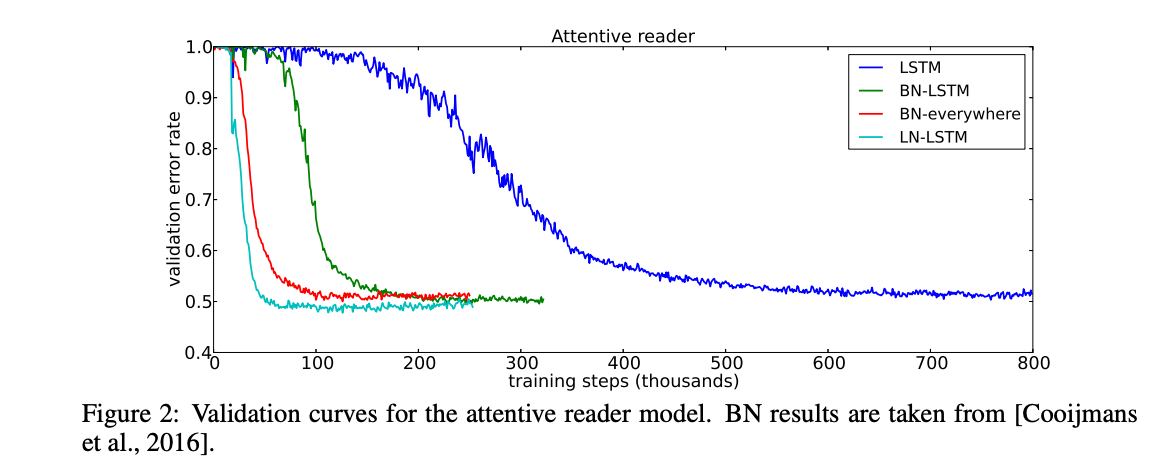 Attentive reader
1.0
0.9
0.8
0.7
0.6
0.5
0.4
validation error rate
LSTM
BN-LSTM
BN-everywhere
LN-LSTM
0 100 200 300 400 500 600 700 800
training steps (thousands)
Figure 2: Validation curves for the attentive reader model. BN results are taken from [Cooijmans
et al., 2016].